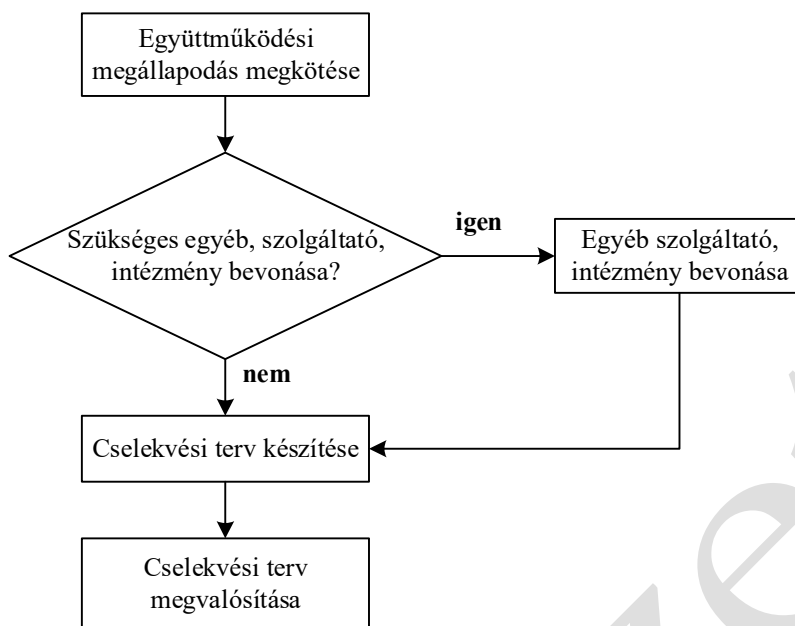 Együttműködési
megállapodás megkötése
Szükséges egyéb, szolgáltató,
intézmény bevonása?
igen
Egyéb szolgáltató,
intézmény bevonása
nem
Cselekvési terv készítése
Cselekvési terv
megvalósítása